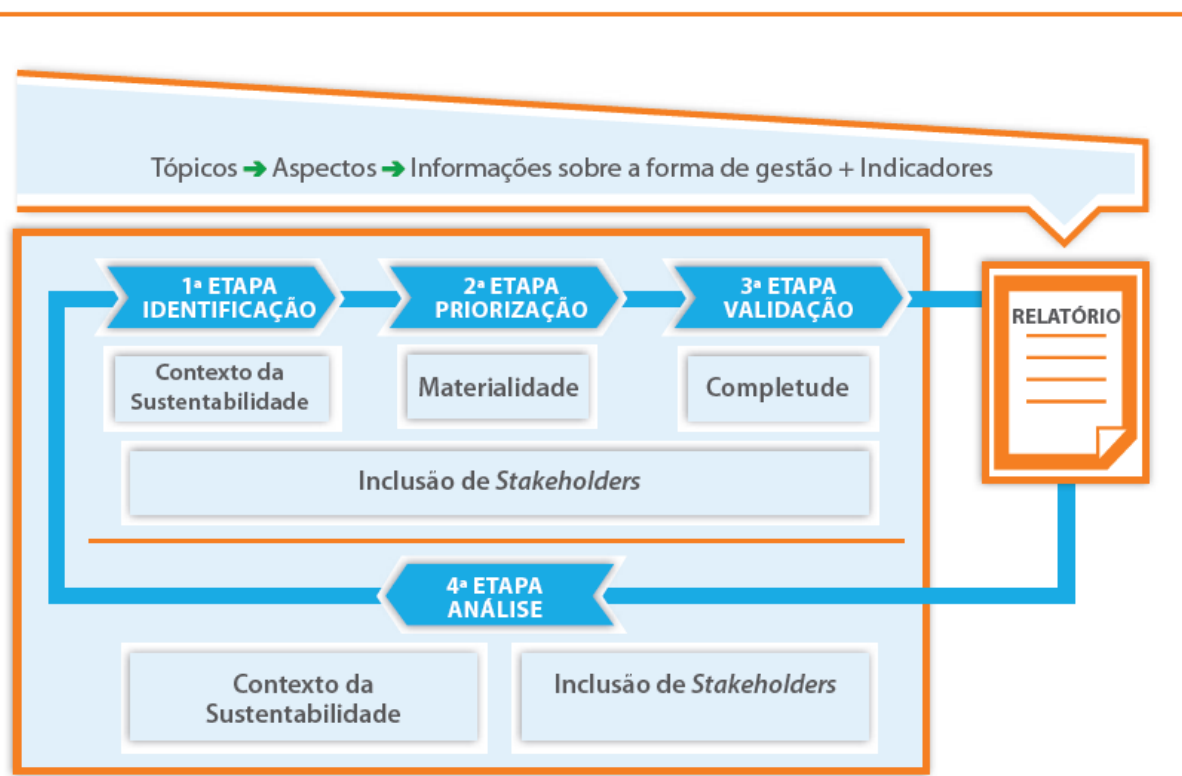 Tópicos ➔ Aspectos ➔ Informações sobre a forma de gestão + Indicadores
1ª ETAPA
IDENTIFICAÇÃO
2ª ETAPA
PRIORIZAÇÃO
3ª ETAPA
VALIDAÇÃO
RELATÓRIO
Contexto da
Sustentabilidade
Materialidade
Completude
Inclusão de Stakeholders
4ª ETAPA
ANÁLISE
Contexto da
Sustentabilidade
Inclusão de Stakeholders